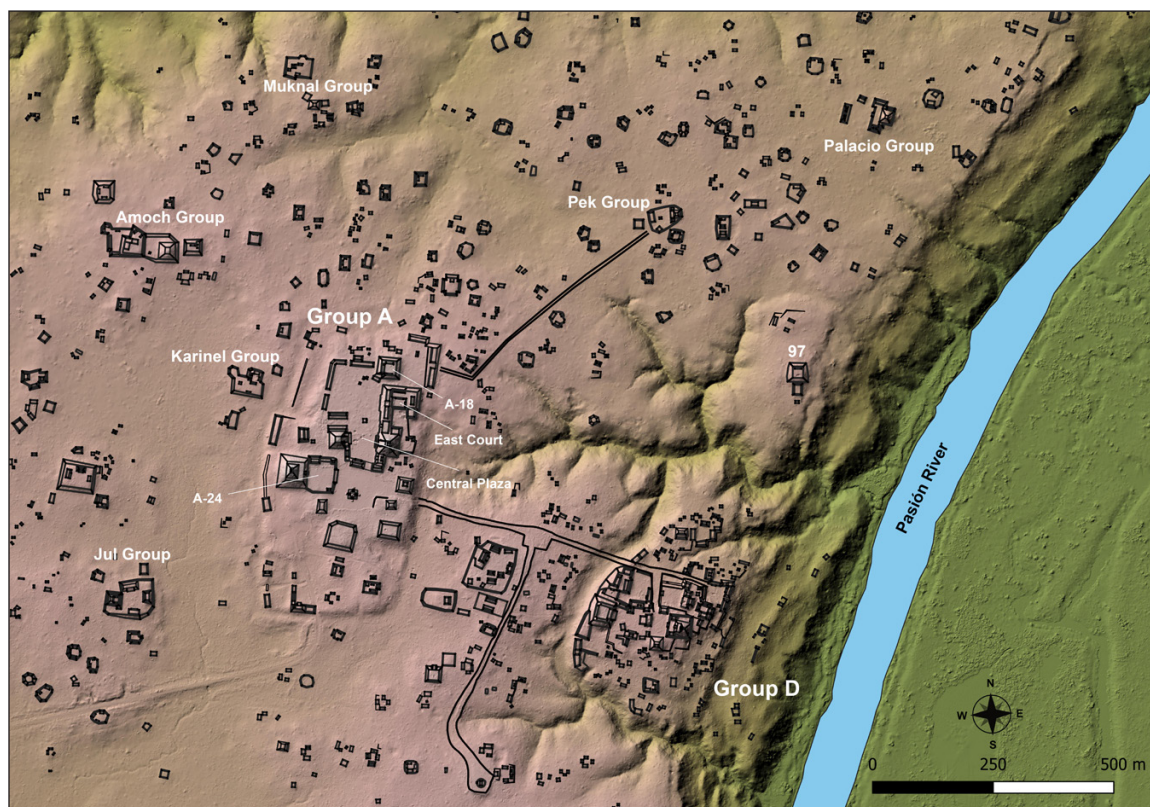 Muknal Group
Palacio Group
Amoch Group
Pek Group
Group A
Karinel Group
97
A-18
East Court
Central Plaza
A-24
Pasión River
Jul Group
Group D
N
W E
S
0 250 500 m